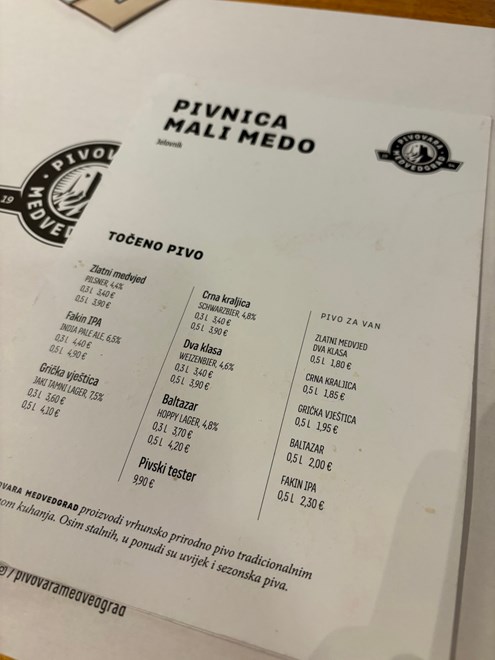 PIVNICA
MALI MEDO
Jelovnik
PIVOVARA
MEDVEDGRAD
19
TOČENO PIVO
Zlatni medvjed
PILSNER, 4,4%
0,3 L 3,40 €
0,5 L 3,90 €
Fakin IPA
INDIA PALE ALE, 6,5%
0,3 L 4,40 €
0,5 L 4,90 €
Grička vještica
JAKI TAMNI LAGER, 7,5%
0,3 L 3,60 €
0,5 L 4,10 €
Crna kraljica
SCHWARZBIER, 4,8%
0,3 L 3,40 €
0,5 L 3,90 €
Dva klasa
WEIZENBIER, 4,6%
0,3 L 3,40 €
0,5 L 3,90 €
Baltazar
HOPPY LAGER, 4,8%
0,3 L 3,70 €
0,5 L 4,20 €
Pivski tester
9,90 €
PIVO ZA VAN
ZLATNI MEDVJED
DVA KLASA
0,5 L 1,80 €
CRNA KRALJICA
0,5 L 1,85 €
GRIČKA VJEŠTICA
0,5 L 1,95 €
BALTAZAR
0,5 L 2,00 €
FAKIN IPA
0,5 L 2,30 €
OVARA MEDVEDGRAD proizvodi vrhunsko prirodno pivo tradicionalnim
nom kuhanja. Osim stalnih, u ponudi su uvijek i sezonska piva.
/pivovaramedvedgrad